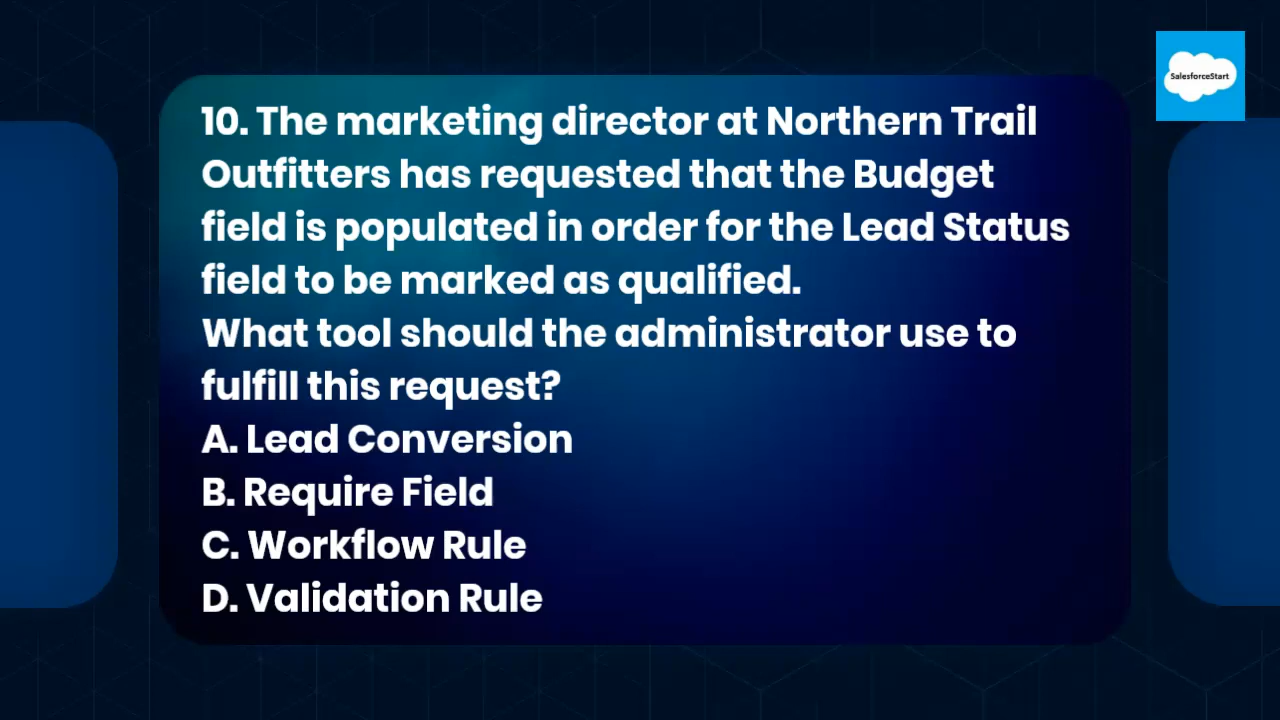 SalesforceStart
10. The marketing director at Northern Trail
Outfitters has requested that the Budget
field is populated in order for the Lead Status
field to be marked as qualified.
What tool should the administrator use to
fulfill this request?
A. Lead Conversion
B. Require Field
C. Workflow Rule
D. Validation Rule